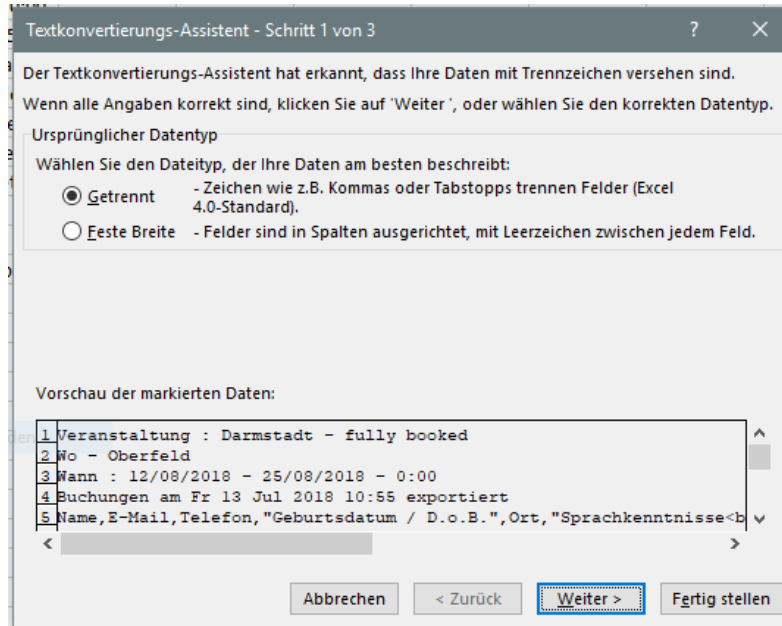 Textkonvertierungs-Assistent - Schritt 1 von 3
Der Textkonvertierungs-Assistent hat erkannt, dass Ihre Daten mit Trennzeichen versehen sind.
Wenn alle Angaben korrekt sind, klicken Sie auf 'Weiter ', oder wählen Sie den korrekten Datentyp.
Ursprünglicher Datentyp
Wählen Sie den Dateityp, der Ihre Daten am besten beschreibt:
Getrennt - Zeichen wie z.B. Kommas oder Tabstopps trennen Felder (Excel
4.0-Standard).
Feste Breite - Felder sind in Spalten ausgerichtet, mit Leerzeichen zwischen jedem Feld.
Vorschau der markierten Daten:
1 Veranstaltung : Darmstadt - fully booked
2 Wo - Oberfeld
3 Wann : 12/08/2018 - 25/08/2018 - 0:00
4 Buchungen am Fr 13 Jul 2018 10:55 exportiert
5 Name,E-Mail,Telefon,"Geburtsdatum / D.o.B.",Ort,"Sprachkenntnisse<b
Abbrechen < Zurück Weiter > Fertig stellen